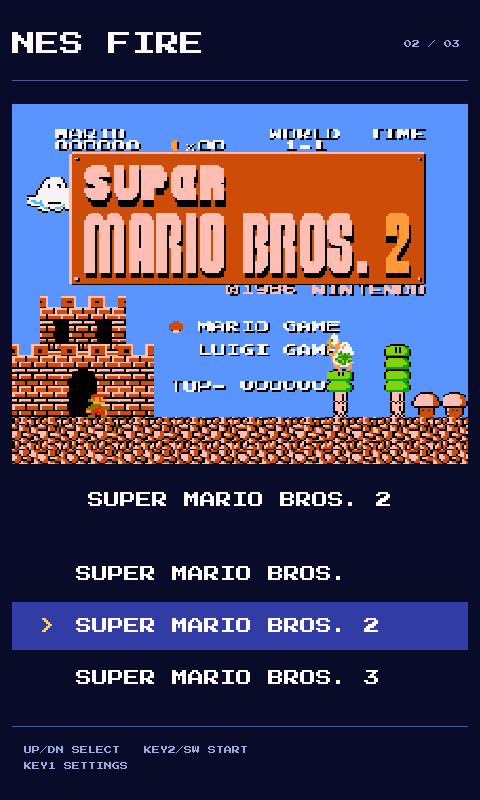 NES FIRE
02 / 03
MARIO WORLD TIME
000000 ×00 1-1
SUPER
MARIO BROS. 2
©1986 NINTENDO
MARIO GAME
LUIGI GAME
TOP- 000000
SUPER MARIO BROS. 2
SUPER MARIO BROS.
> SUPER MARIO BROS. 2
SUPER MARIO BROS. 3
UP/DN SELECT KEY2/SW START
KEY1 SETTINGS